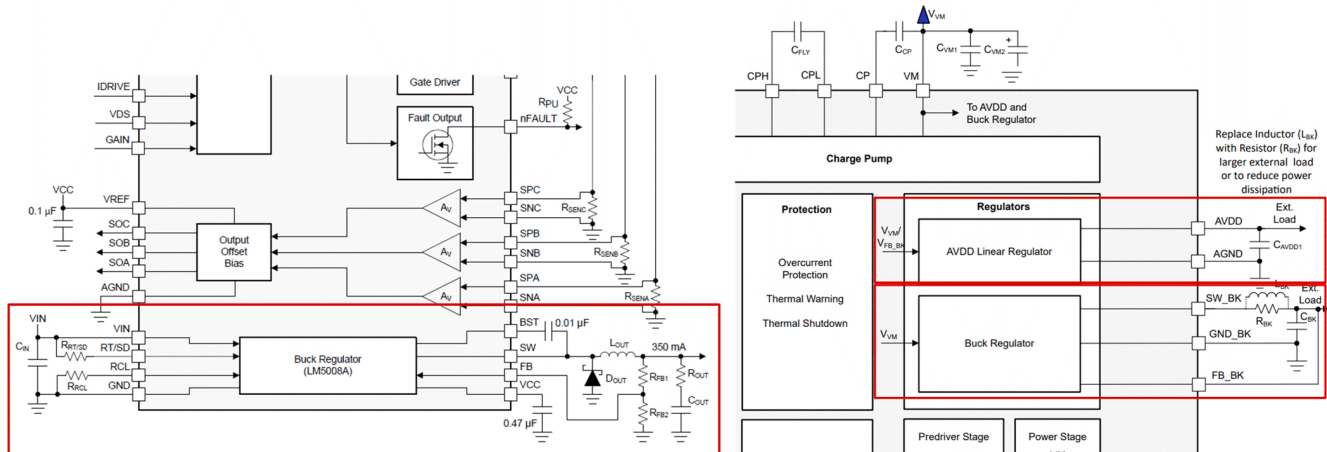 IDRIVE
VDS
GAIN
Gate Driver
Fault Output
VCC
RPU
nFAULT
VCC
0.1 µF
VREF
SOC
SOB
SOA
AGND
Output
Offset
Bias
AV
AV
AV
SPC
SNC
RSENC
SPB
SNB
RSENB
SPA
SNA
RSENA
VIN
CIN
RRT/SD
RRCL
VIN
RT/SD
RCL
GND
Buck Regulator
(LM5008A)
BST
SW
FB
VCC
0.01 µF
LOUT
350 mA
DOUT
RFB1
RFB2
ROUT
COUT
0.47 µF
VVM
CFLY
CCP
CVM1
CVM2
+
CPH
CPL
CP
VM
To AVDD and
Buck Regulator
Charge Pump
Replace Inductor (LBK)
with Resistor (RBK) for
larger external load
or to reduce power
dissipation
Protection
Overcurrent
Protection
Thermal Warning
Thermal Shutdown
Regulators
VVM/
VFB_BK
AVDD Linear Regulator
AVDD
AGND
Ext.
Load
CAVDD1
VVM
Buck Regulator
SW_BK
GND_BK
FB_BK
LBK
RBK
Ext.
Load
CBK
Predriver Stage
Power Stage